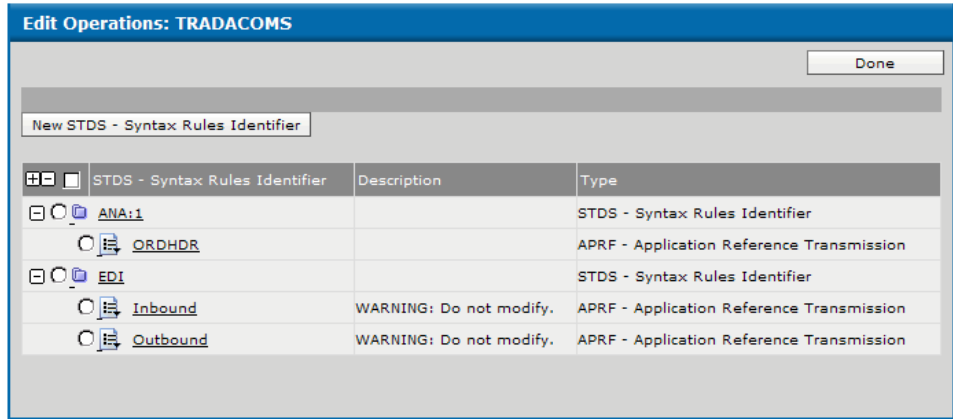 Edit Operations: TRADACOMS
Done
New STDS - Syntax Rules Identifier
STDS - Syntax Rules Identifier Description Type
ANA:1 STDS - Syntax Rules Identifier
ORDHDR APRF - Application Reference Transmission
EDI STDS - Syntax Rules Identifier
Inbound WARNING: Do not modify. APRF - Application Reference Transmission
Outbound WARNING: Do not modify. APRF - Application Reference Transmission